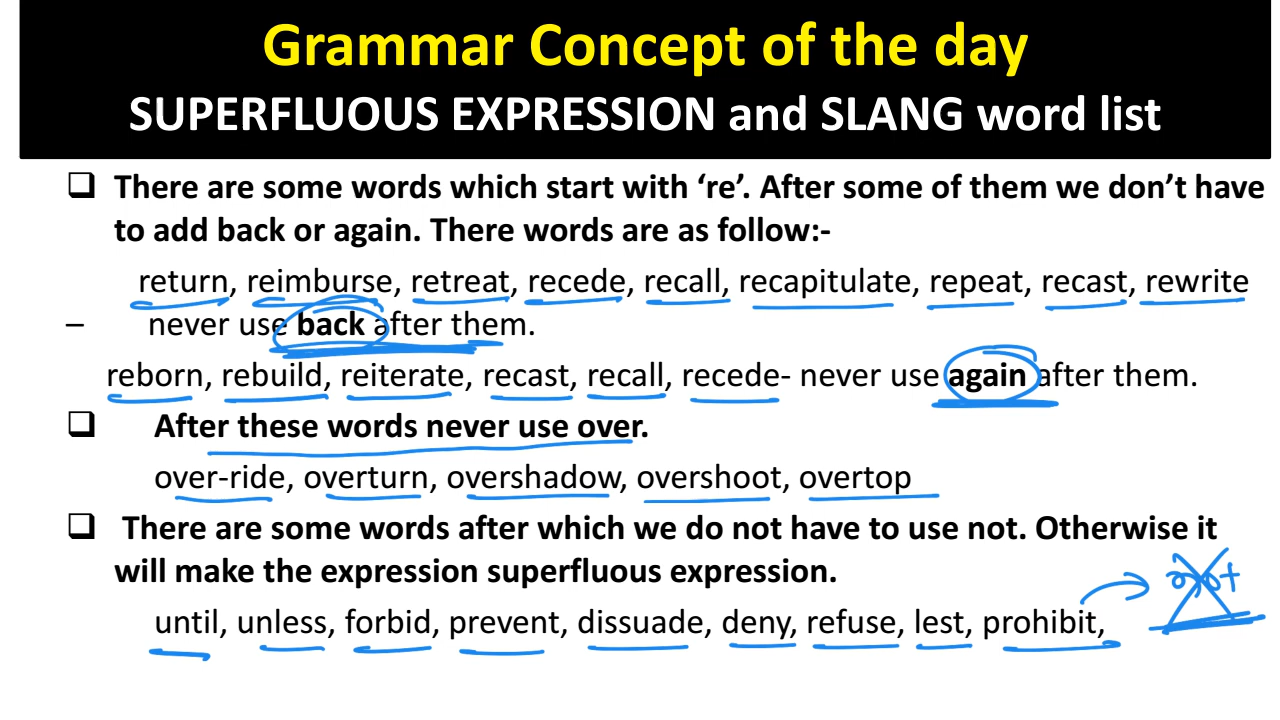 Grammar Concept of the day
SUPERFLUOUS EXPRESSION and SLANG word list
❑ There are some words which start with ‘re’. After some of them we don’t have
to add back or again. There words are as follow:-
return, reimburse, retreat, recede, recall, recapitulate, repeat, recast, rewrite
– never use back after them.
reborn, rebuild, reiterate, recast, recall, recede- never use again after them.
❑ After these words never use over.
over-ride, overturn, overshadow, overshoot, overtop
❑ There are some words after which we do not have to use not. Otherwise it
will make the expression superfluous expression.
until, unless, forbid, prevent, dissuade, deny, refuse, lest, prohibit,